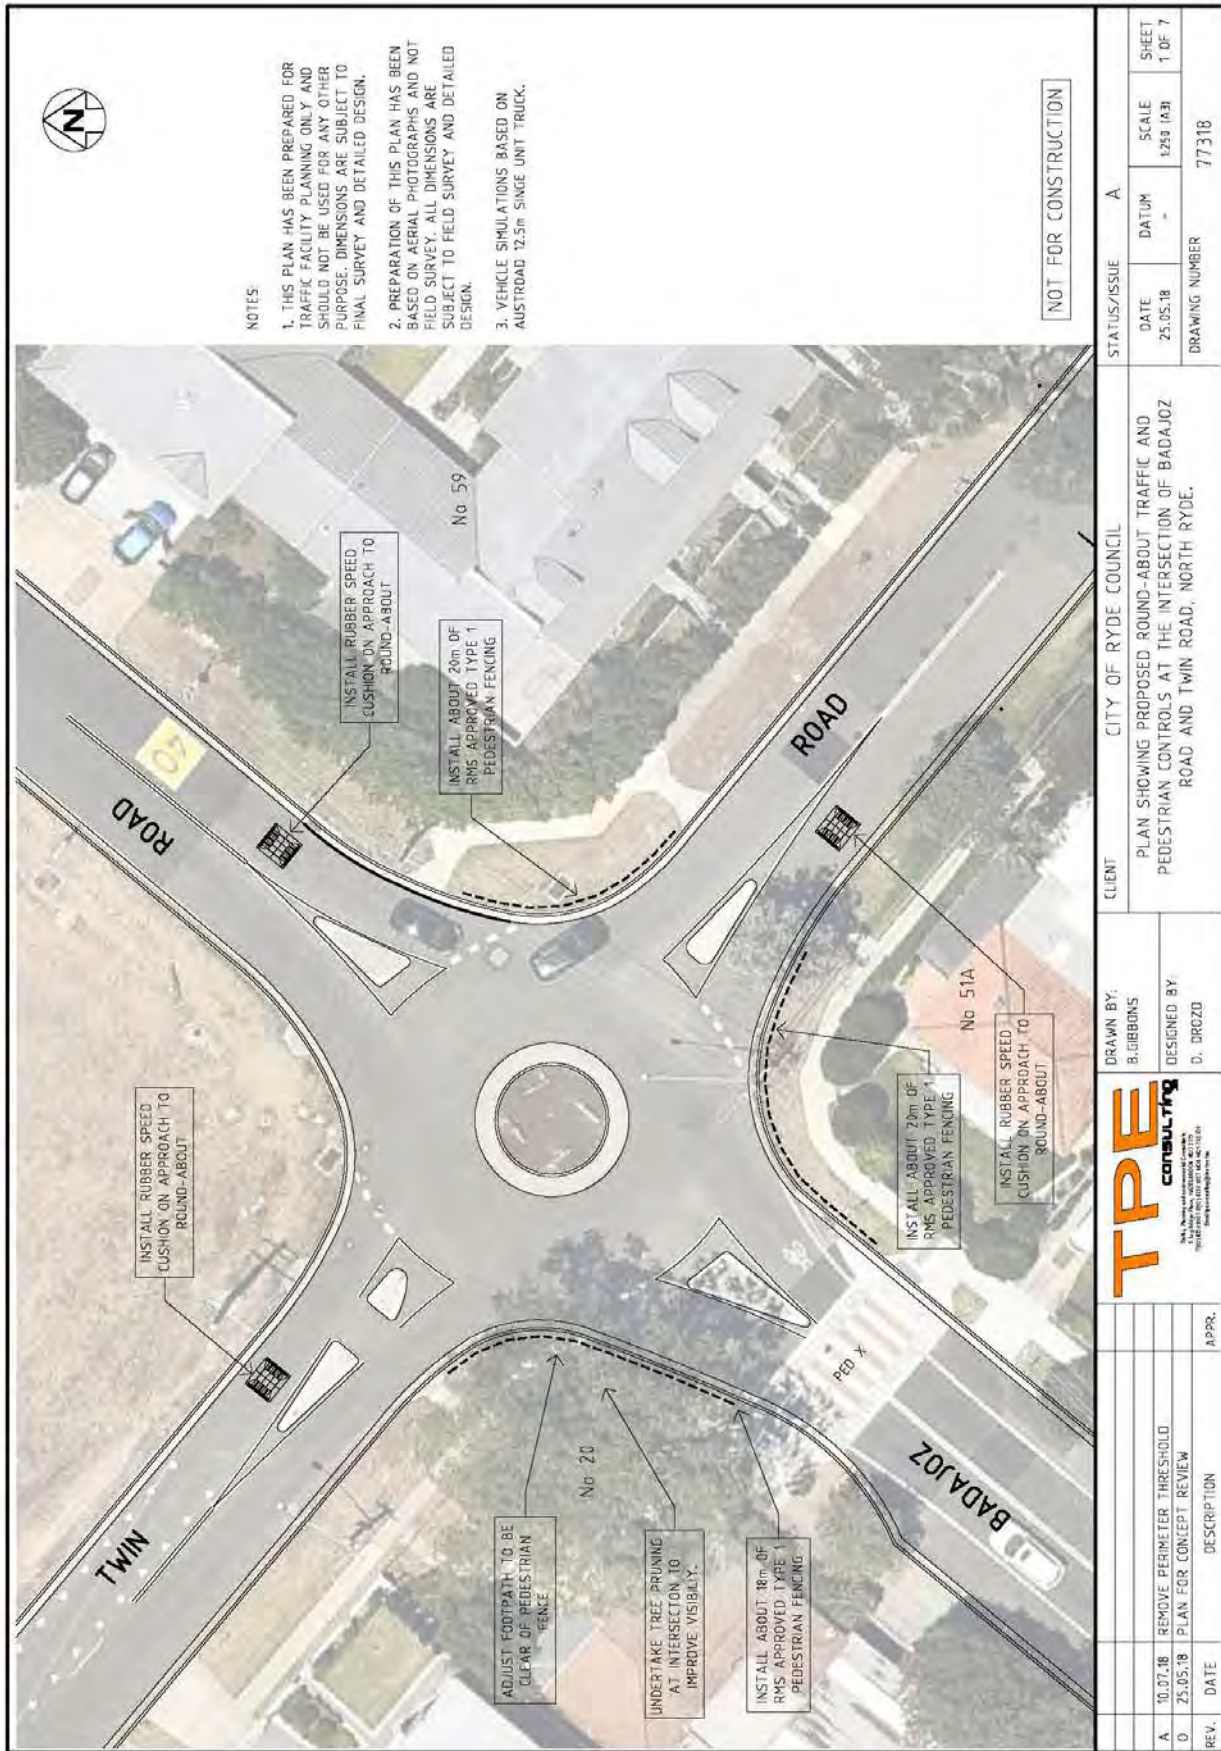 N
NOTES:
1. THIS PLAN HAS BEEN PREPARED FOR
TRAFFIC FACILITY PLANNING ONLY AND
SHOULD NOT BE USED FOR ANY OTHER
PURPOSE. DIMENSIONS ARE SUBJECT TO
FINAL SURVEY AND DETAILED DESIGN.
2. PREPARATION OF THIS PLAN HAS BEEN
BASED ON AERIAL PHOTOGRAPHS AND NOT
FIELD SURVEY. ALL DIMENSIONS ARE
SUBJECT TO FIELD SURVEY AND DETAILED
DESIGN.
3. VEHICLE SIMULATIONS BASED ON
AUSTROAD 12.5m SINGE UNIT TRUCK.
NOT FOR CONSTRUCTION
TWIN
ROAD
BADAJOZ
ROAD
40
PED X
No 59
No 51A
No 20
INSTALL RUBBER SPEED
CUSHION ON APPROACH TO
ROUND-ABOUT
INSTALL RUBBER SPEED
CUSHION ON APPROACH TO
ROUND-ABOUT
INSTALL ABOUT 20m OF
RMS APPROVED TYPE 1
PEDESTRIAN FENCING
INSTALL ABOUT 20m OF
RMS APPROVED TYPE 1
PEDESTRIAN FENCING
INSTALL RUBBER SPEED
CUSHION ON APPROACH TO
ROUND-ABOUT
ADJUST FOOTPATH TO BE
CLEAR OF PEDESTRIAN
FENCE
UNDERTAKE TREE PRUNING
AT INTERSECTON TO
IMPROVE VISIBILIY.
INSTALL ABOUT 18m OF
RMS APPROVED TYPE 1
PEDESTRIAN FENCING
A 10.07.18 REMOVE PERIMETER THRESHOLD
O 25.05.18 PLAN FOR CONCEPT REVIEW
REV. DATE DESCRIPTION APPR.
TPE
consulting
DRAWN BY:
B.GIBBONS
DESIGNED BY:
D. DROZD
CLIENT CITY OF RYDE COUNCIL
PLAN SHOWING PROPOSED ROUND-ABOUT TRAFFIC AND
PEDESTRIAN CONTROLS AT THE INTERSECTION OF BADAJOZ
ROAD AND TWIN ROAD, NORTH RYDE.
STATUS/ISSUE A
DATE
25.05.18
DATUM
-
SCALE
1:250 (A3)
SHEET
1 OF 7
DRAWING NUMBER
77318